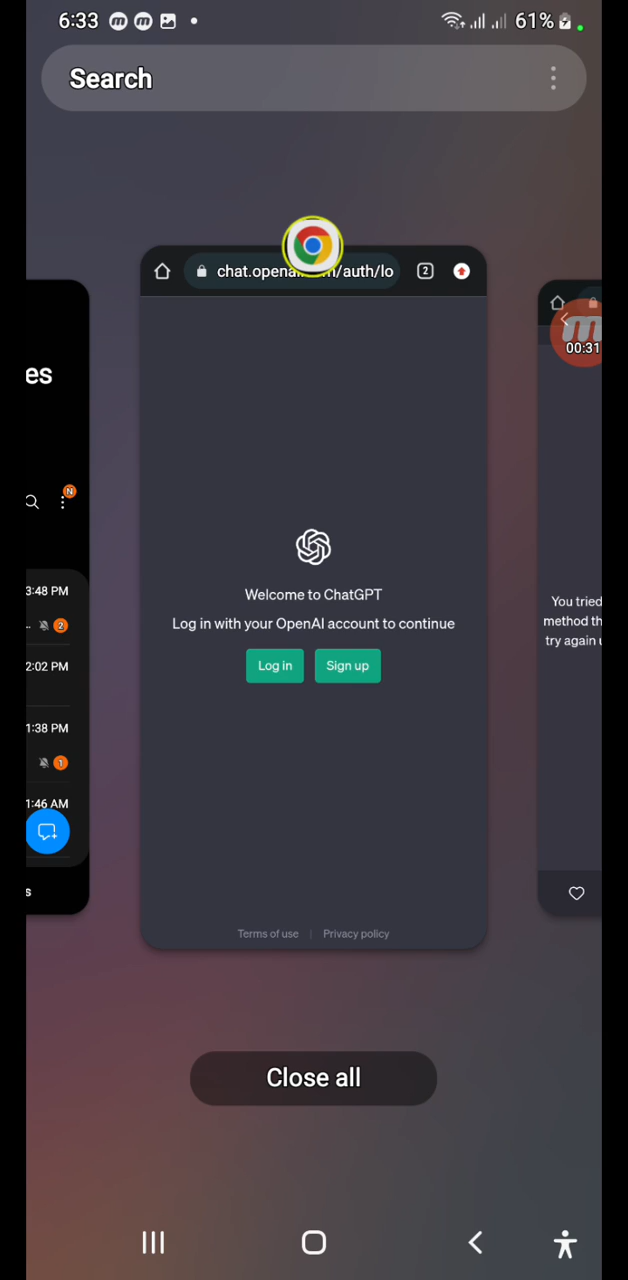 6:33
61%
Search
chat.openai.com/auth/lo
2
00:31
es
N
Welcome to ChatGPT
Log in with your OpenAI account to continue
Log in
Sign up
3:48 PM
2
2:02 PM
1:38 PM
1
1:46 AM
s
You tried
method th
try again u
Terms of use | Privacy policy
Close all